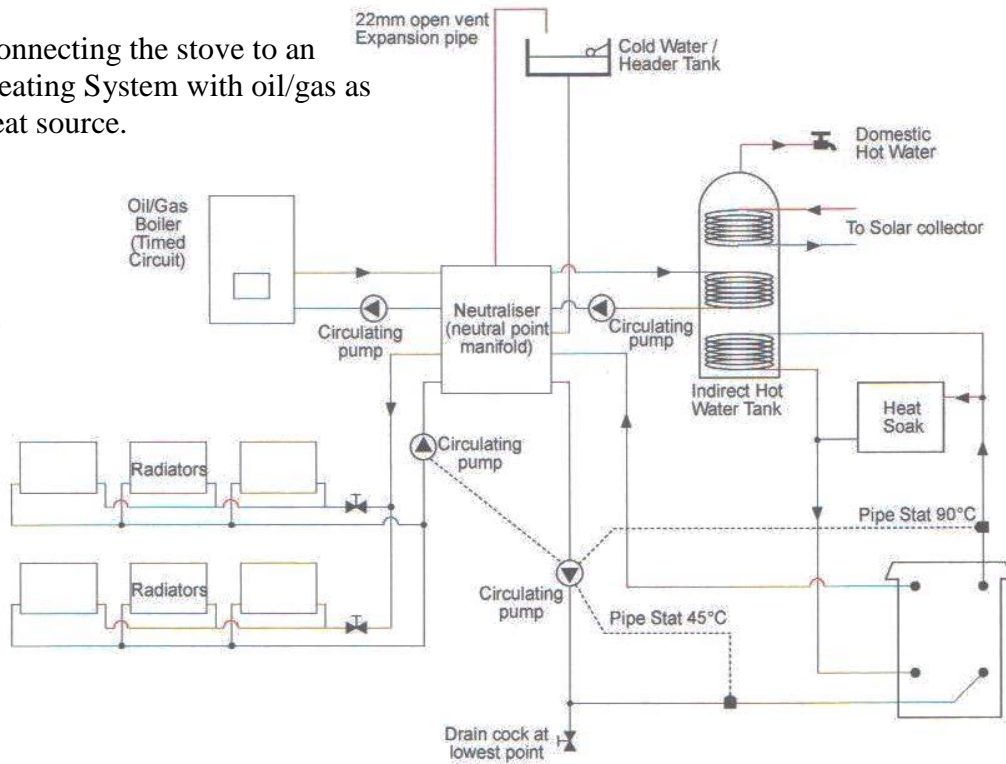 onnecting the stove to an
eating System with oil/gas as
eat source.
22mm open vent
Expansion pipe
Cold Water /
Header Tank
Domestic
Hot Water
Oil/Gas
Boiler
(Timed
Circuit)
To Solar collector
Neutraliser
(neutral point
manifold)
Circulating
pump
Circulating
pump
Indirect Hot
Water Tank
Heat
Soak
Circulating
pump
Radiators
Pipe Stat 90°C
Radiators
Circulating
pump
Pipe Stat 45°C
Drain cock at
lowest point